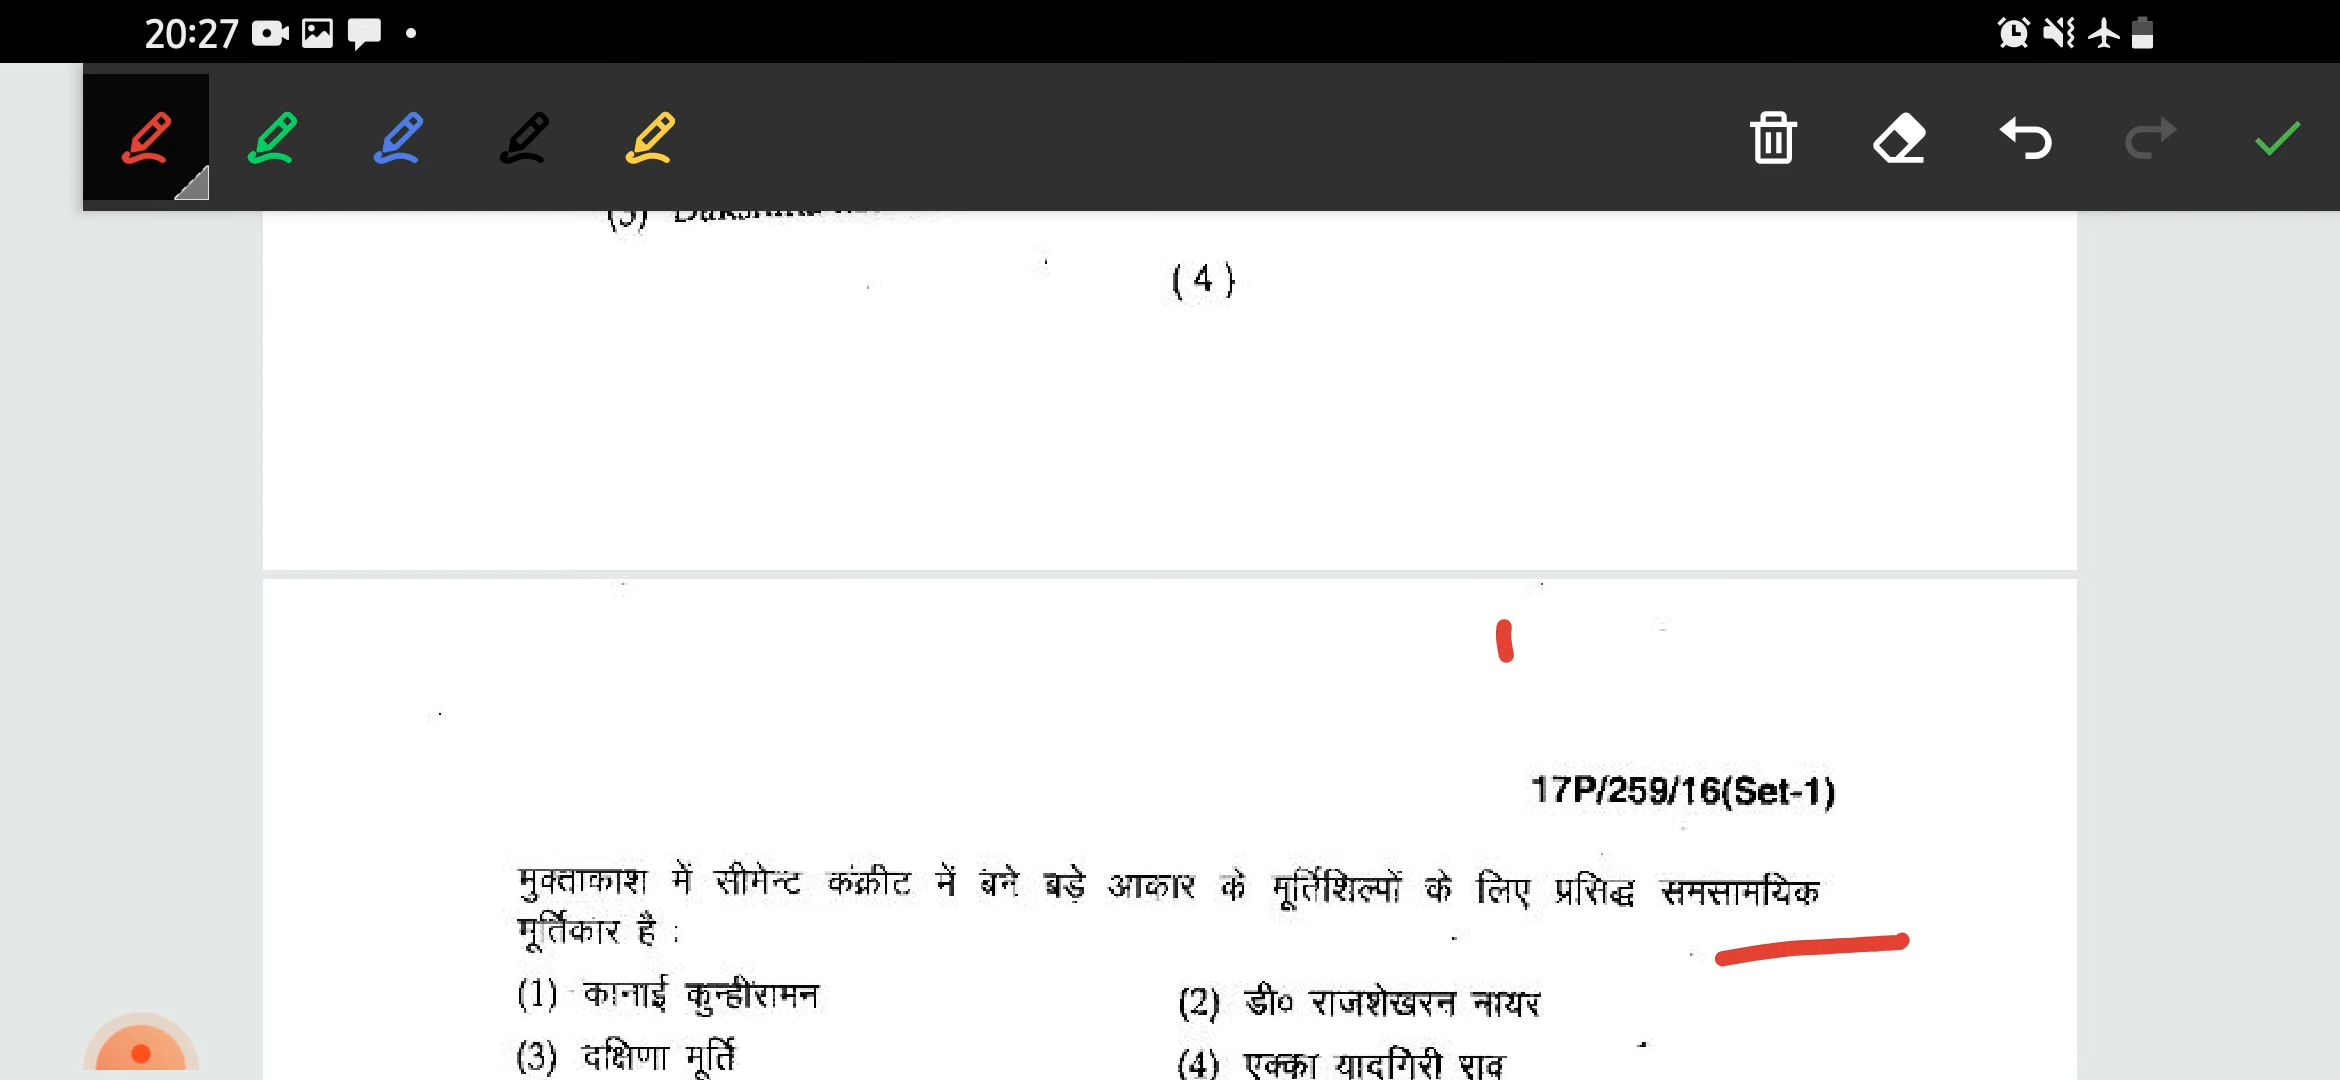 20:27
(3)
( 4 )
17P/259/16(Set-1)
मुक्ताकाश में सीमेन्ट कंक्रीट में बने बड़े आकार के मूर्तिशिल्पों के लिए प्रसिद्ध समसामयिक
मूर्तिकार है :
(1) कानाई कुन्हीरामन
(2) डी० राजशेखरन नायर
(3) दक्षिणा मूर्ति
(4) एक्का यादगिरी राव